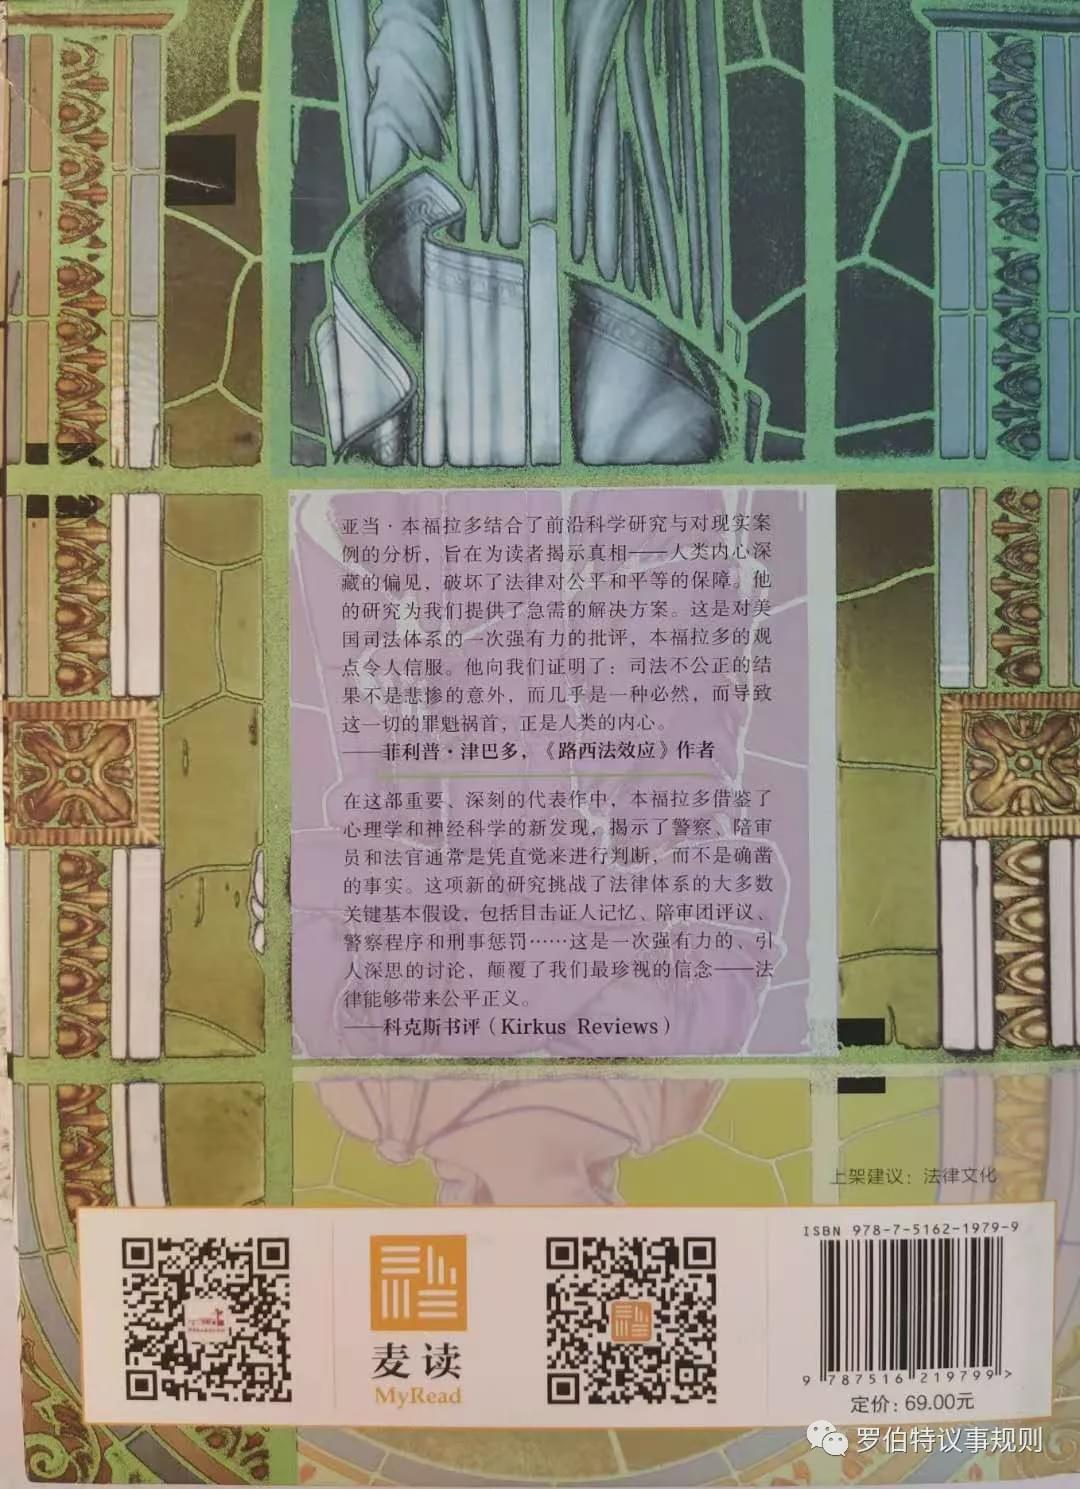 亚当·本福拉多结合了前沿科学研究与对现实案
例的分析，旨在为读者揭示真相——人类内心深
藏的偏见，破坏了法律对公平和平等的保障。他
的研究为我们提供了急需的解决方案。这是对美
国司法体系的一次强有力的批评，本福拉多的观
点令人信服。他向我们证明了：司法不公正的结
果不是悲惨的意外，而几乎是一种必然，而导致
这一切的罪魁祸首，正是人类的内心。
——菲利普·津巴多，《路西法效应》作者
在这部重要、深刻的代表作中，本福拉多借鉴了
心理学和神经科学的新发现，揭示了警察、陪审
员和法官通常是凭直觉来进行判断，而不是确凿
的事实。这项新的研究挑战了法律体系的大多数
关键基本假设，包括目击证人记忆、陪审团评议、
警察程序和刑事惩罚……这是一次强有力的、引
人深思的讨论，颠覆了我们最珍视的信念——法
律能够带来公平正义。
——科克斯书评（Kirkus Reviews）
上架建议：法律文化
麦读
MyRead
ISBN 978-7-5162-1979-9
9 787516 219799 >
定价：69.00元
罗伯特议事规则